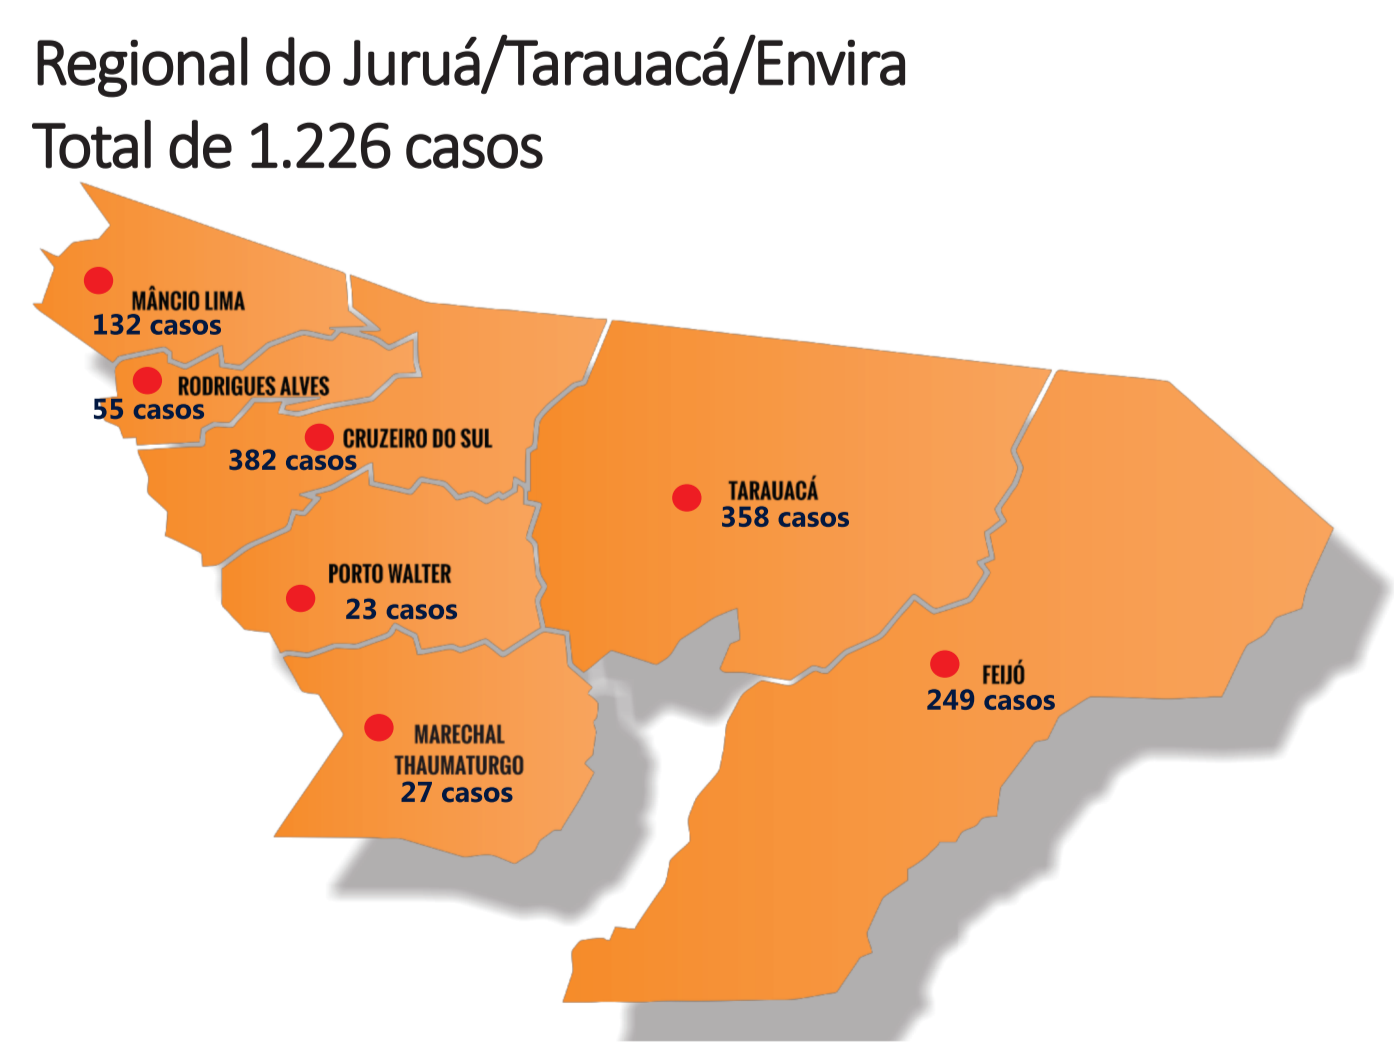 Regional do Juruá/Tarauacá/Envira
Total de 1.226 casos
MÂNCIO LIMA
132 casos
RODRIGUES ALVES
55 casos
CRUZEIRO DO SUL
382 casos
TARAUACÁ
358 casos
PORTO WALTER
23 casos
FEIJÓ
249 casos
MARECHAL
THAUMATURGO
27 casos